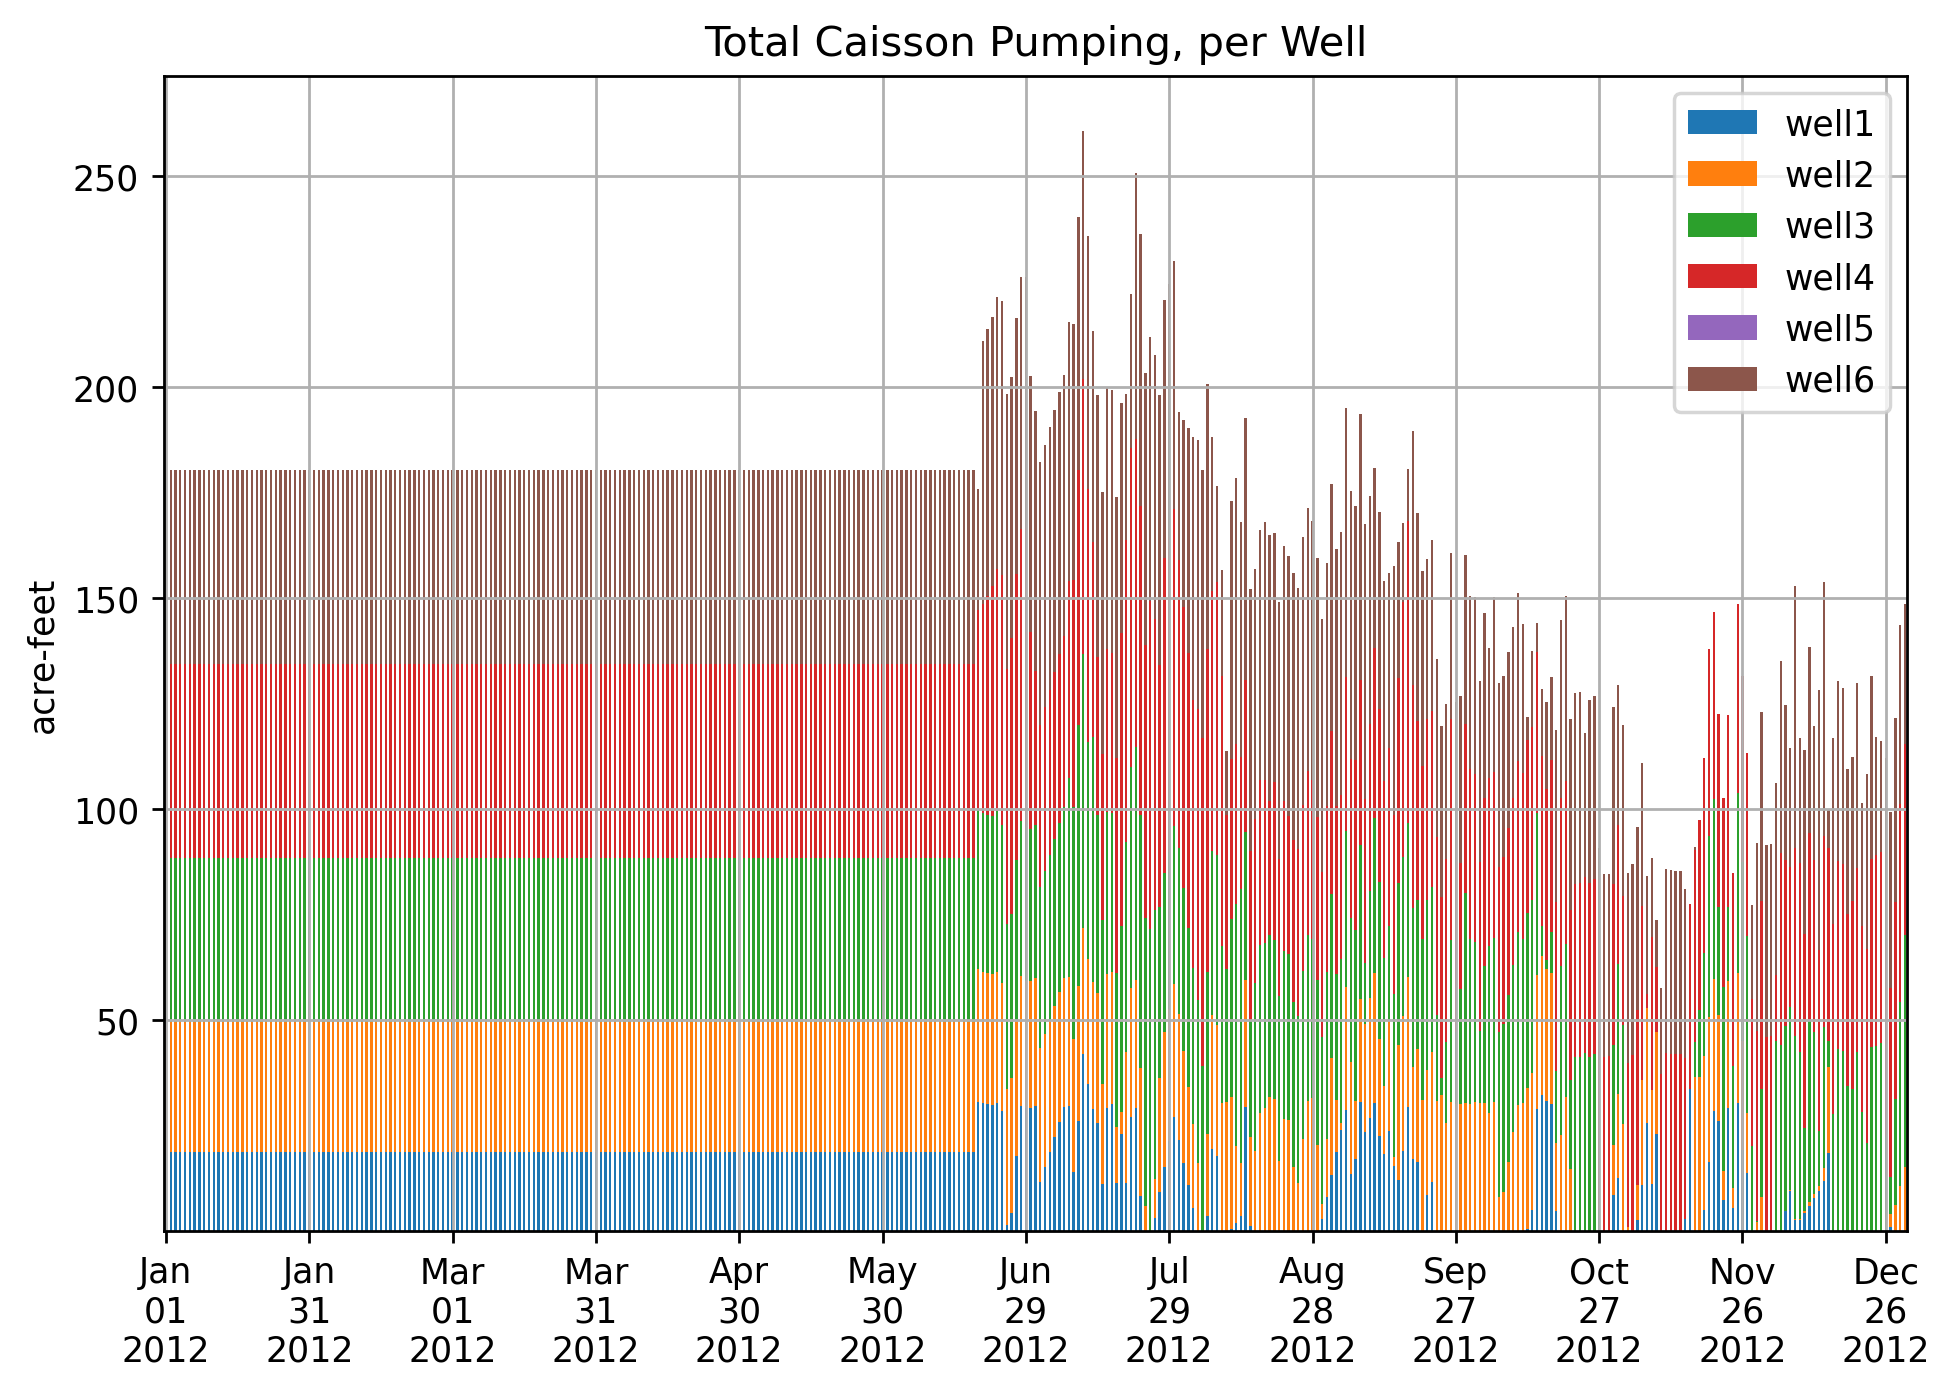 Total Caisson Pumping, per Well
well1
well2
well3
well4
well5
well6
250
200
150
100
50
acre-feet
Jan Jan Mar Mar Apr May Jun Jul Aug Sep Oct Nov Dec
01 31 01 31 30 30 29 29 28 27 27 26 26
2012 2012 2012 2012 2012 2012 2012 2012 2012 2012 2012 2012 2012